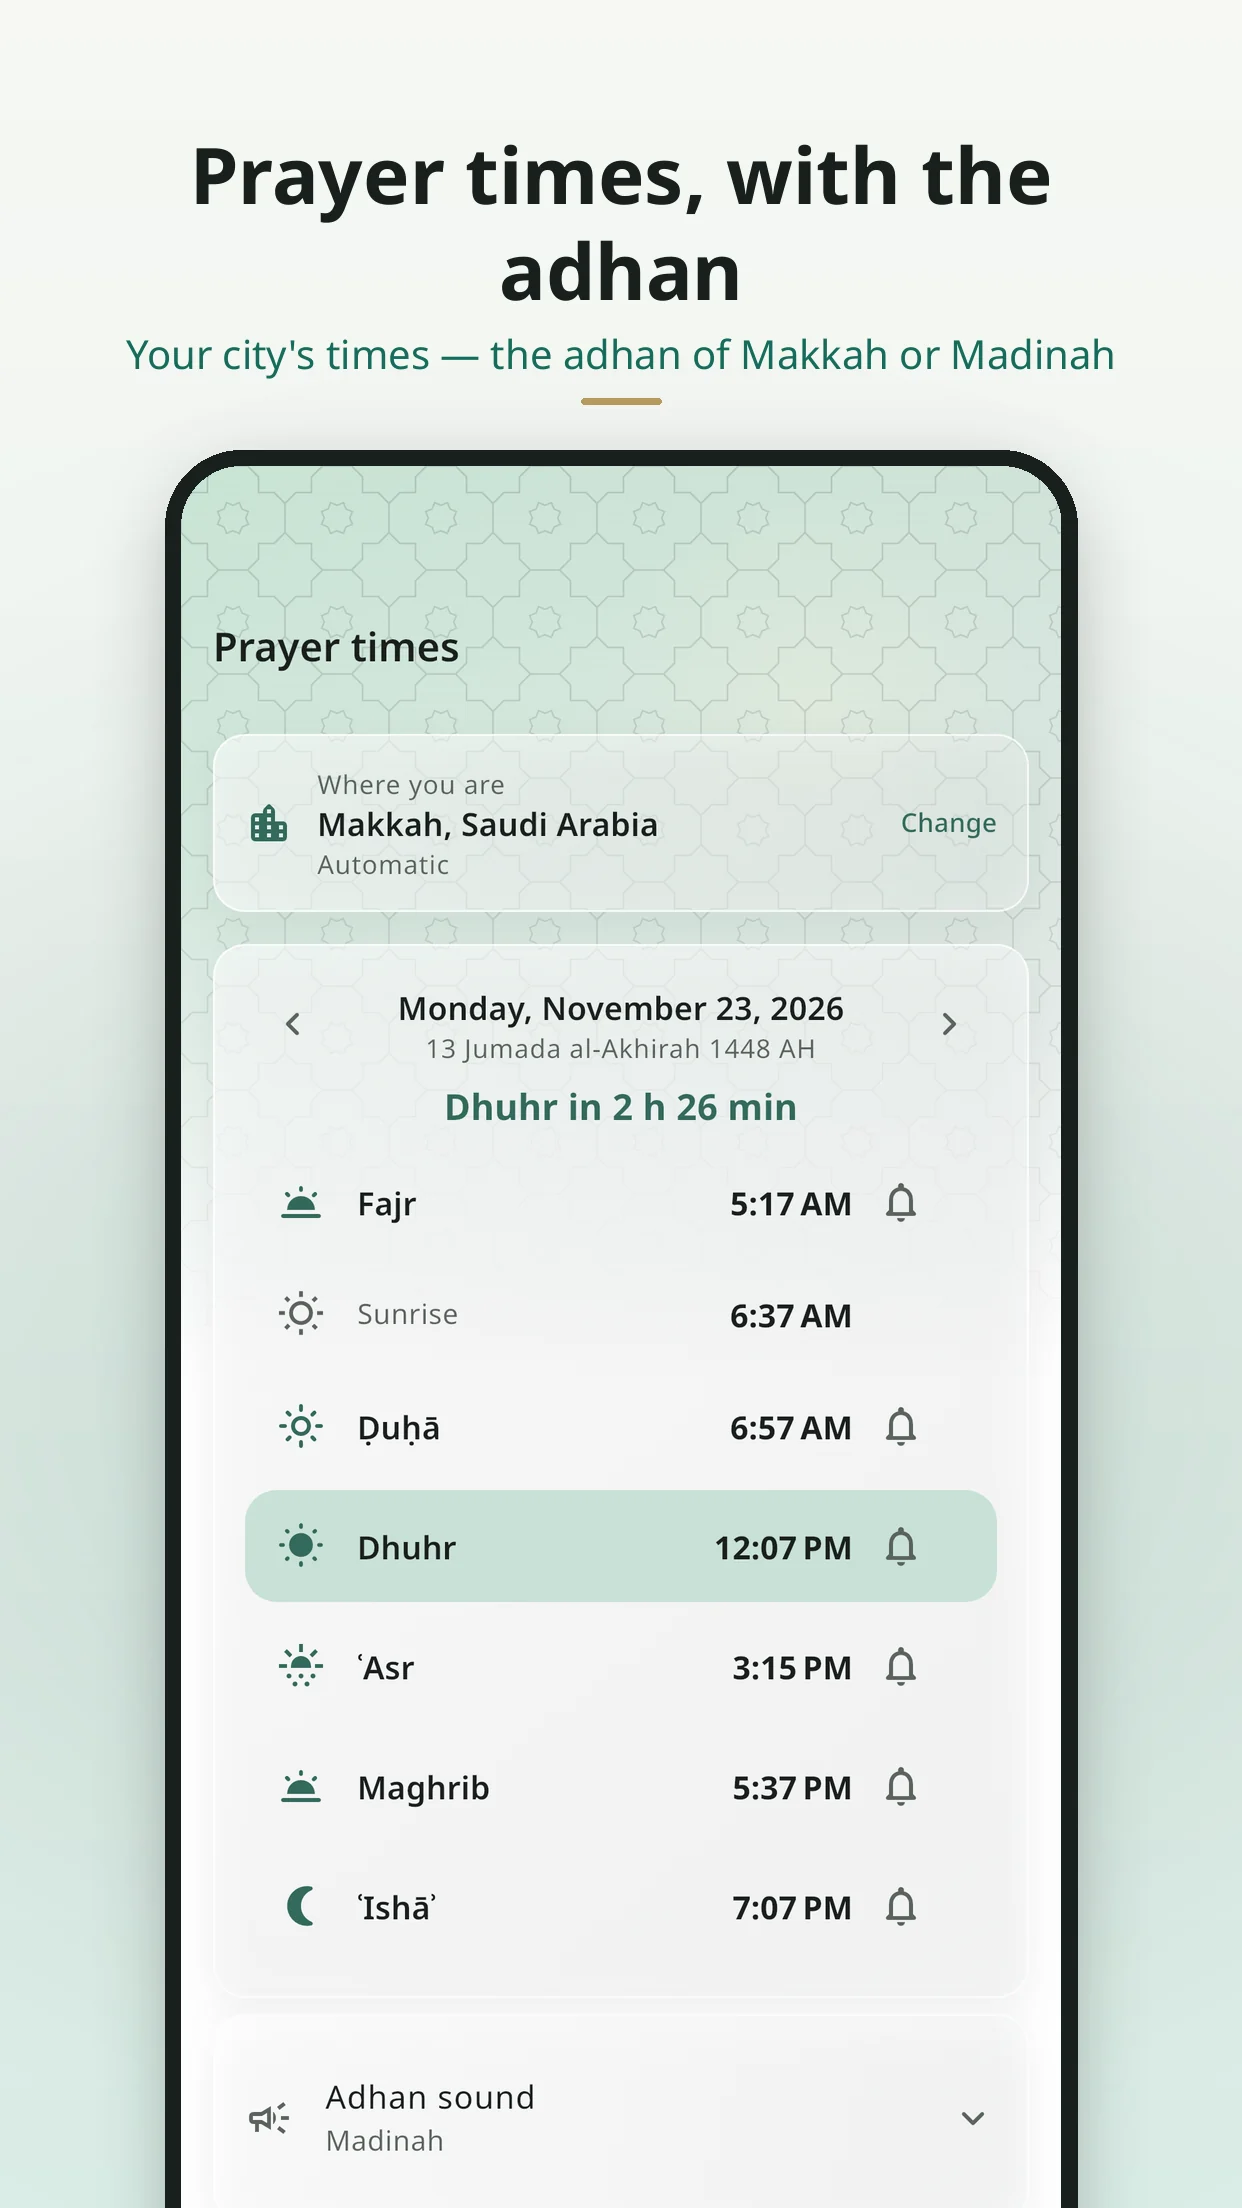 Prayer times, with the
adhan
Your city's times — the adhan of Makkah or Madinah
Prayer times
Where you are
Makkah, Saudi Arabia
Automatic
Change
Monday, November 23, 2026
13 Jumada al-Akhirah 1448 AH
Dhuhr in 2 h 26 min
Fajr 5:17 AM
Sunrise 6:37 AM
Ḍuḥā 6:57 AM
Dhuhr 12:07 PM
ʿAsr 3:15 PM
Maghrib 5:37 PM
ʿIshāʾ 7:07 PM
Adhan sound
Madinah